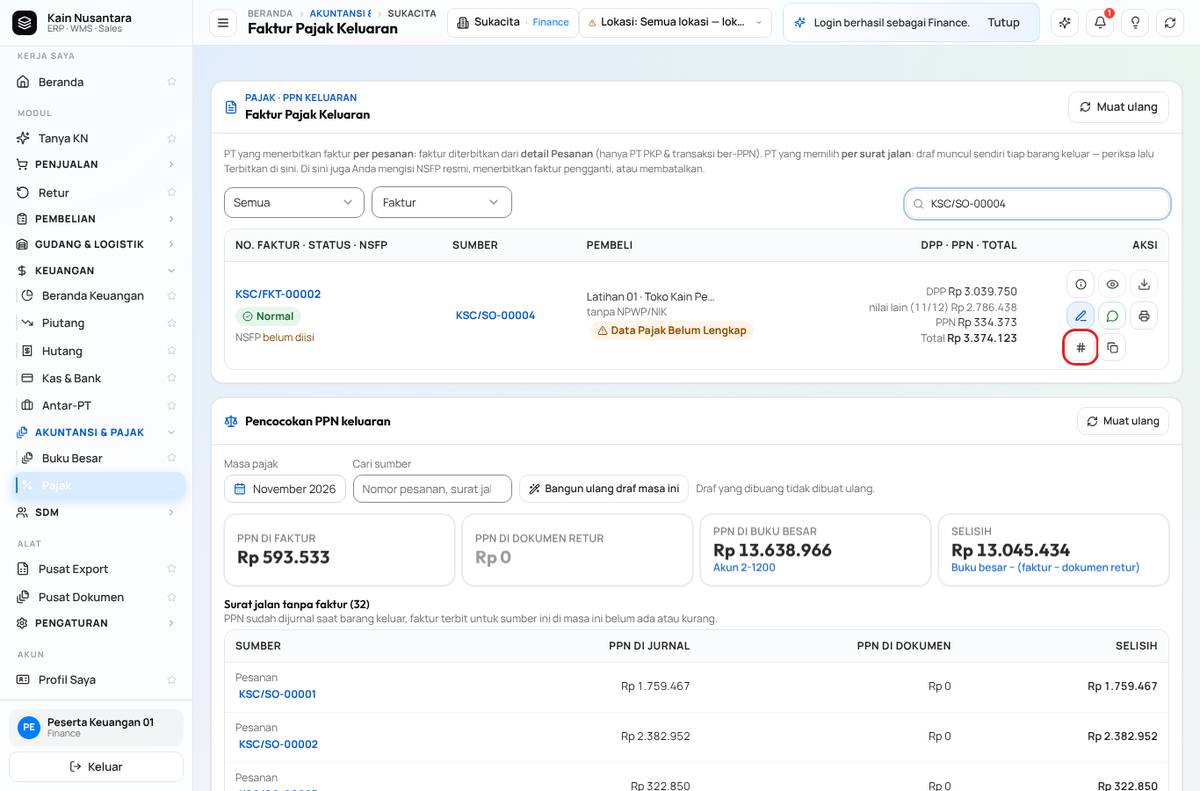 Kain Nusantara
ERP · WMS · Sales
KERJA SAYA
Beranda
MODUL
Tanya KN
PENJUALAN
Retur
PEMBELIAN
GUDANG & LOGISTIK
KEUANGAN
Beranda Keuangan
Piutang
Hutang
Kas & Bank
Antar-PT
AKUNTANSI & PAJAK
Buku Besar
Pajak
SDM
ALAT
Pusat Export
Pusat Dokumen
PENGATURAN
AKUN
Profil Saya
PE
Peserta Keuangan 01
Finance
Keluar
BERANDA › AKUNTANSI & › SUKACITA
Faktur Pajak Keluaran
Sukacita · Finance
Lokasi: Semua lokasi — lok...
Login berhasil sebagai Finance.
Tutup
1
PAJAK · PPN KELUARAN
Faktur Pajak Keluaran
Muat ulang
PT yang menerbitkan faktur per pesanan: faktur diterbitkan dari detail Pesanan (hanya PT PKP & transaksi ber-PPN). PT yang memilih per surat jalan: draf muncul sendiri tiap barang keluar — periksa lalu
Terbitkan di sini. Di sini juga Anda mengisi NSFP resmi, menerbitkan faktur pengganti, atau membatalkan.
Semua
Faktur
KSC/SO-00004
NO. FAKTUR · STATUS · NSFP
SUMBER
PEMBELI
DPP · PPN · TOTAL
AKSI
KSC/FKT-00002
Normal
NSFP belum diisi
KSC/SO-00004
Latihan 01 · Toko Kain Pe...
tanpa NPWP/NIK
Data Pajak Belum Lengkap
DPP Rp 3.039.750
nilai lain (11/12) Rp 2.786.438
PPN Rp 334.373
Total Rp 3.374.123
#
Pencocokan PPN keluaran
Muat ulang
Masa pajak
Cari sumber
November 2026
Nomor pesanan, surat jal
Bangun ulang draf masa ini
Draf yang dibuang tidak dibuat ulang.
PPN DI FAKTUR
Rp 593.533
PPN DI DOKUMEN RETUR
Rp 0
PPN DI BUKU BESAR
Rp 13.638.966
Akun 2-1200
SELISIH
Rp 13.045.434
Buku besar − (faktur − dokumen retur)
Surat jalan tanpa faktur (32)
PPN sudah dijurnal saat barang keluar, faktur terbit untuk sumber ini di masa ini belum ada atau kurang.
SUMBER
PPN DI JURNAL
PPN DI DOKUMEN
SELISIH
Pesanan
KSC/SO-00001
Rp 1.759.467
Rp 0
Rp 1.759.467
Pesanan
KSC/SO-00002
Rp 2.382.952
Rp 0
Rp 2.382.952
Pesanan
Rp 322.850
Rp 0
Rp 322.850